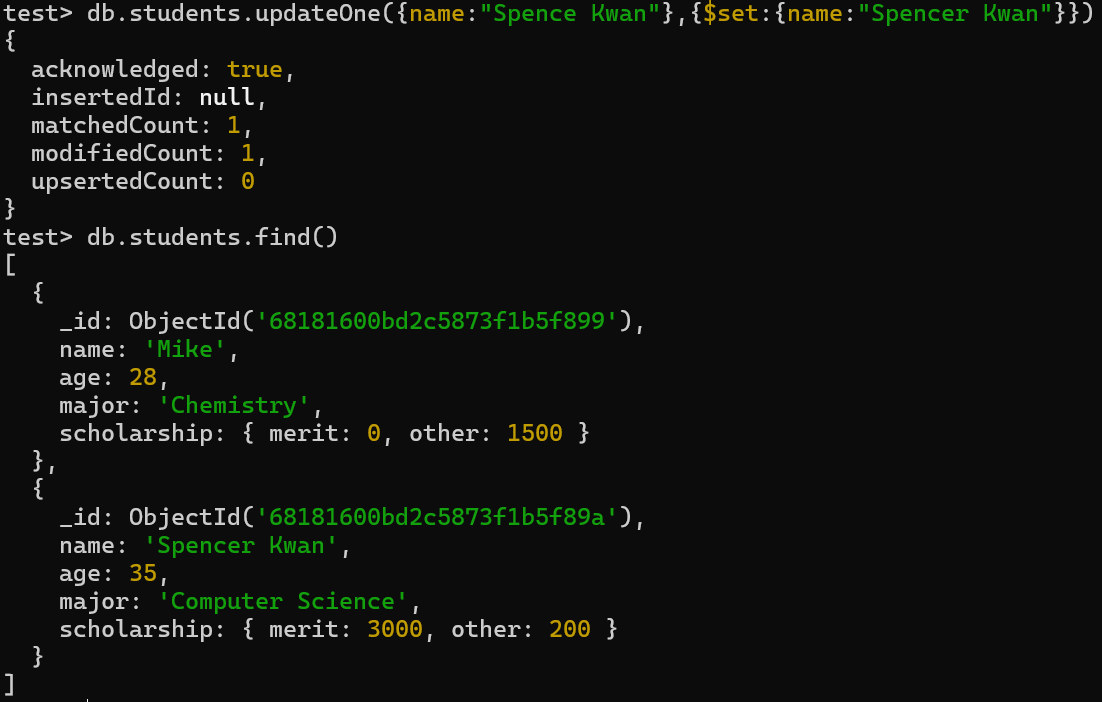 test> db.students.updateOne({name:"Spence Kwan"},{$set:{name:"Spencer Kwan"}})
{
  acknowledged: true,
  insertedId: null,
  matchedCount: 1,
  modifiedCount: 1,
  upsertedCount: 0
}
test> db.students.find()
[
  {
    _id: ObjectId('68181600bd2c5873f1b5f899'),
    name: 'Mike',
    age: 28,
    major: 'Chemistry',
    scholarship: { merit: 0, other: 1500 }
  },
  {
    _id: ObjectId('68181600bd2c5873f1b5f89a'),
    name: 'Spencer Kwan',
    age: 35,
    major: 'Computer Science',
    scholarship: { merit: 3000, other: 200 }
  }
]